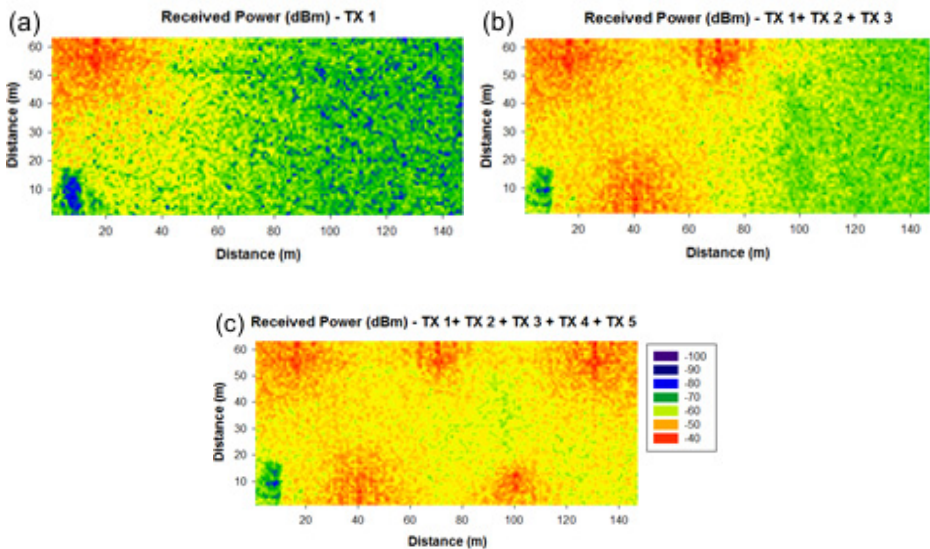 (a) Received Power (dBm) - TX 1
60
50
40
30
20
10
Distance (m)
20 40 60 80 100 120 140
Distance (m)
(b) Received Power (dBm) - TX 1+ TX 2 + TX 3
60
50
40
30
20
10
Distance (m)
20 40 60 80 100 120 140
Distance (m)
(c) Received Power (dBm) - TX 1+ TX 2 + TX 3 + TX 4 + TX 5
60
50
40
30
20
10
Distance (m)
20 40 60 80 100 120 140
Distance (m)
-100
-90
-80
-70
-60
-50
-40